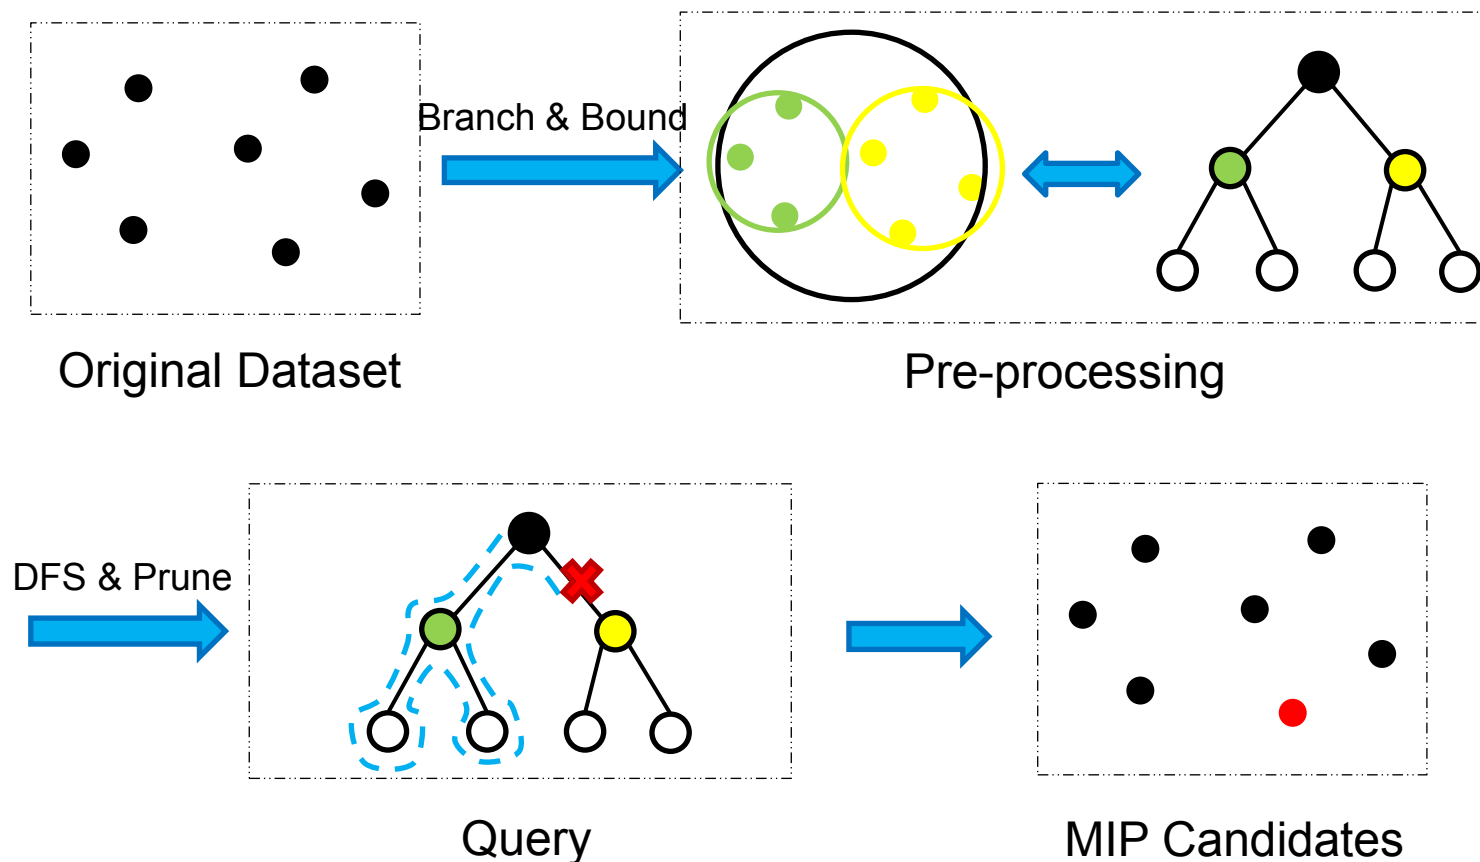 Branch & Bound
Original Dataset
Pre-processing
DFS & Prune
Query
MIP Candidates